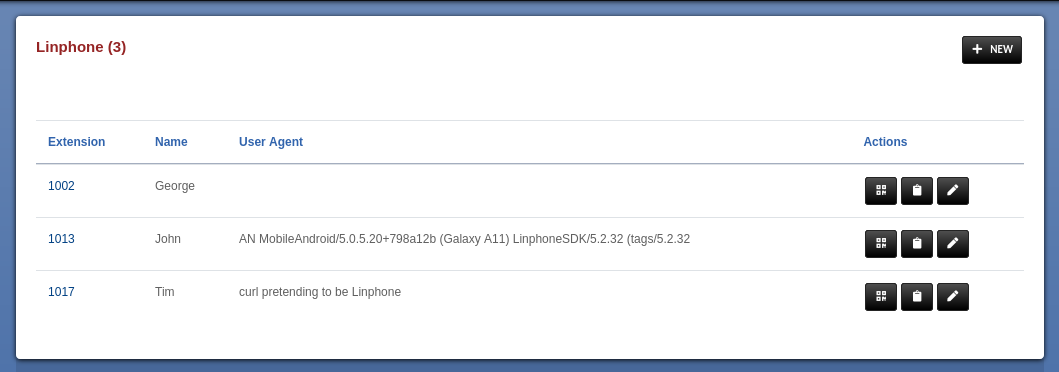 Linphone (3)
NEW
Extension Name User Agent Actions
1002 George
1013 John AN MobileAndroid/5.0.5.20+798a12b (Galaxy A11) LinphoneSDK/5.2.32 (tags/5.2.32
1017 Tim curl pretending to be Linphone